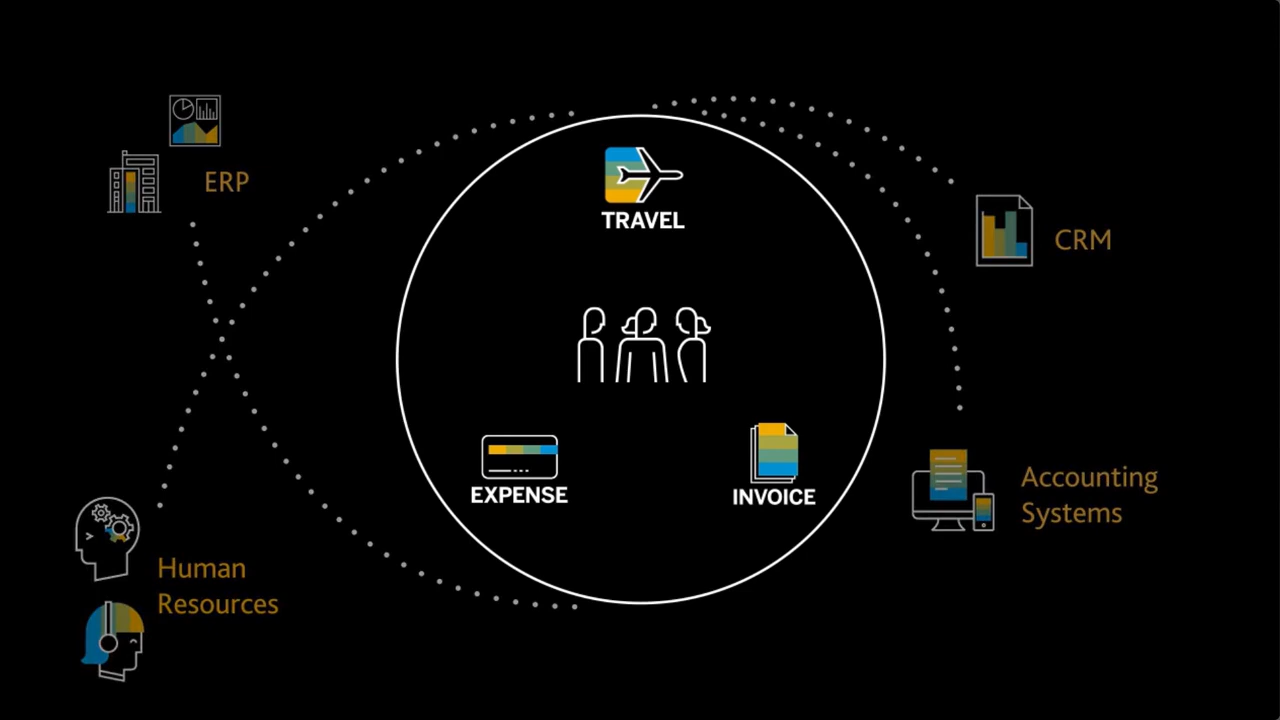 ERP
TRAVEL
CRM
EXPENSE
INVOICE
Accounting
Systems
Human
Resources